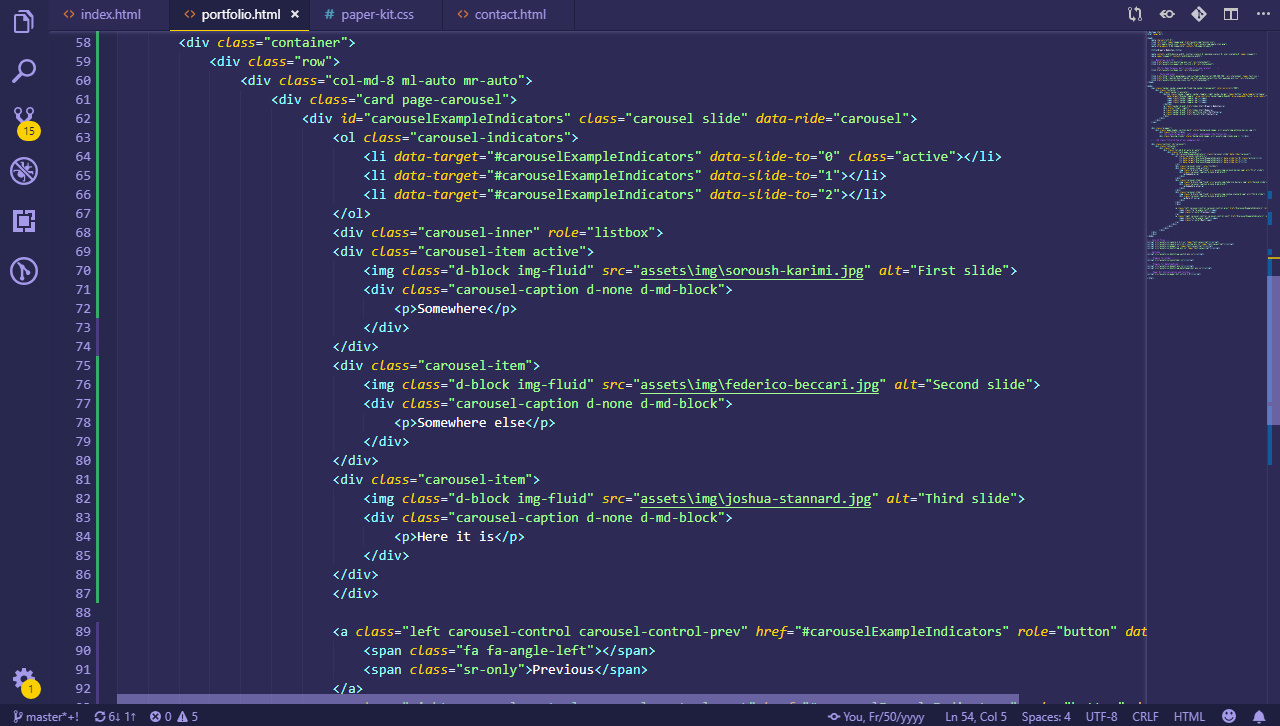 <> index.html <> portfolio.html × # paper-kit.css <> contact.html ...
58 <div class="container">
59 <div class="row">
60 <div class="col-md-8 ml-auto mr-auto">
61 <div class="card page-carousel">
62 <div id="carouselExampleIndicators" class="carousel slide" data-ride="carousel">
63 <ol class="carousel-indicators">
64 <li data-target="#carouselExampleIndicators" data-slide-to="0" class="active"></li>
65 <li data-target="#carouselExampleIndicators" data-slide-to="1"></li>
66 <li data-target="#carouselExampleIndicators" data-slide-to="2"></li>
67 </ol>
68 <div class="carousel-inner" role="listbox">
69 <div class="carousel-item active">
70 <img class="d-block img-fluid" src="assets\img\soroush-karimi.jpg" alt="First slide">
71 <div class="carousel-caption d-none d-md-block">
72 <p>Somewhere</p>
73 </div>
74 </div>
75 <div class="carousel-item">
76 <img class="d-block img-fluid" src="assets\img\federico-beccari.jpg" alt="Second slide">
77 <div class="carousel-caption d-none d-md-block">
78 <p>Somewhere else</p>
79 </div>
80 </div>
81 <div class="carousel-item">
82 <img class="d-block img-fluid" src="assets\img\joshua-stannard.jpg" alt="Third slide">
83 <div class="carousel-caption d-none d-md-block">
84 <p>Here it is</p>
85 </div>
86 </div>
87 </div>
88
89 <a class="left carousel-control carousel-control-prev" href="#carouselExampleIndicators" role="button" dat
90 <span class="fa fa-angle-left"></span>
91 <span class="sr-only">Previous</span>
92 </a>
15
1
master*+! 6↓ 1↑ 0 5 You, Fr/50/yyyy Ln 54, Col 5 Spaces: 4 UTF-8 CRLF HTML